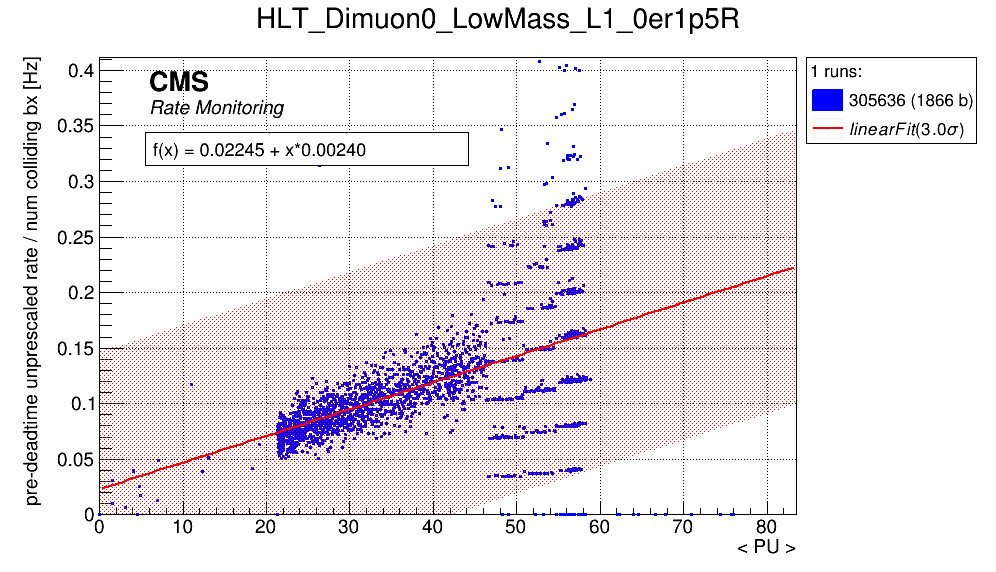 HLT_Dimuon0_LowMass_L1_0er1p5R
pre-deadtime unprescaled rate / num colliding bx [Hz]
0.4
0.35
0.3
0.25
0.2
0.15
0.1
0.05
0
CMS
Rate Monitoring
f(x) = 0.02245 + x*0.00240
1 runs:
305636 (1866 b)
linearFit(3.0σ)
0 10 20 30 40 50 60 70 80
< PU >